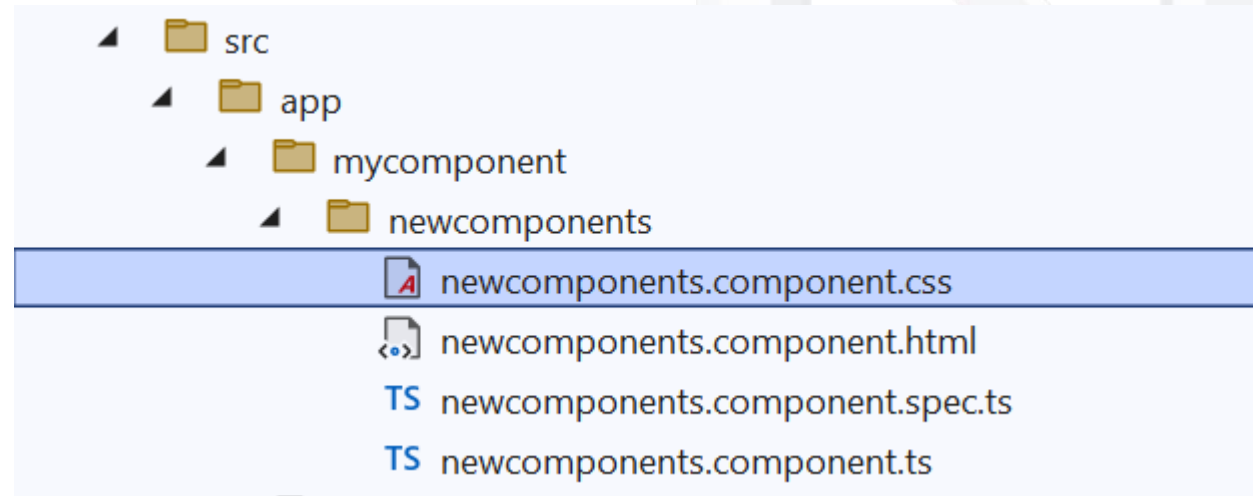 src
app
mycomponent
newcomponents
newcomponents.component.css
newcomponents.component.html
TS newcomponents.component.spec.ts
TS newcomponents.component.ts